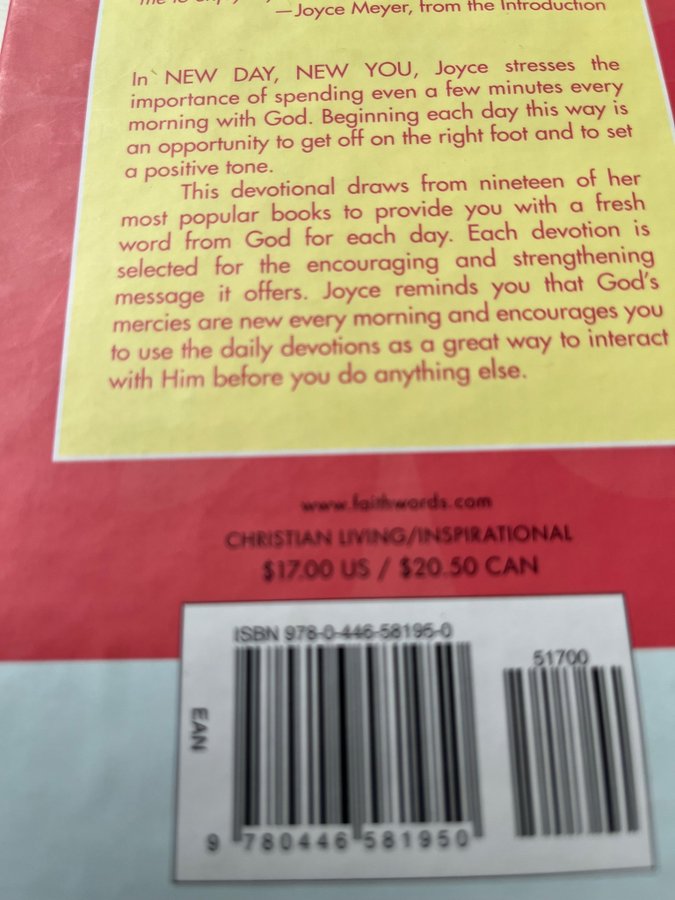 —Joyce Meyer, from the Introduction
In NEW DAY, NEW YOU, Joyce stresses the
importance of spending even a few minutes every
morning with God. Beginning each day this way is
an opportunity to get off on the right foot and to set
a positive tone.
This devotional draws from nineteen of her
most popular books to provide you with a fresh
word from God for each day. Each devotion is
selected for the encouraging and strengthening
message it offers. Joyce reminds you that God's
mercies are new every morning and encourages you
to use the daily devotions as a great way to interact
with Him before you do anything else.
www.faithwords.com
CHRISTIAN LIVING/INSPIRATIONAL
$17.00 US / $20.50 CAN
ISBN 978-0-446-58195-0
51700
EAN
9 780446 581950